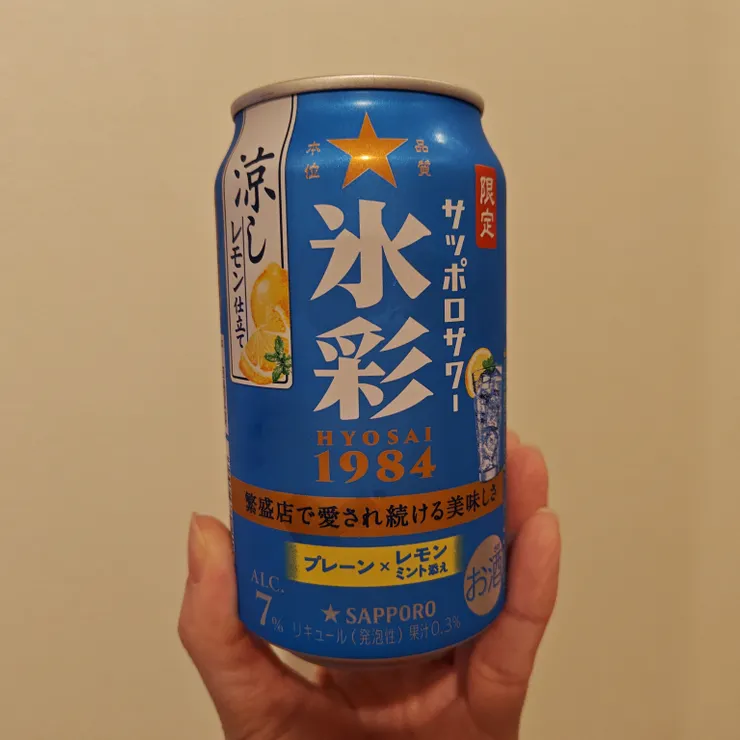 涼し
レモン仕立て
品質
本位
限定
サッポロサワー
氷彩
HYOSAI
1984
繁盛店で愛され続ける美味しさ
プレーン×レモン
ミント添え
ALC.
7%
お酒
SAPPORO
リキュール(発泡性) 果汁0.3%